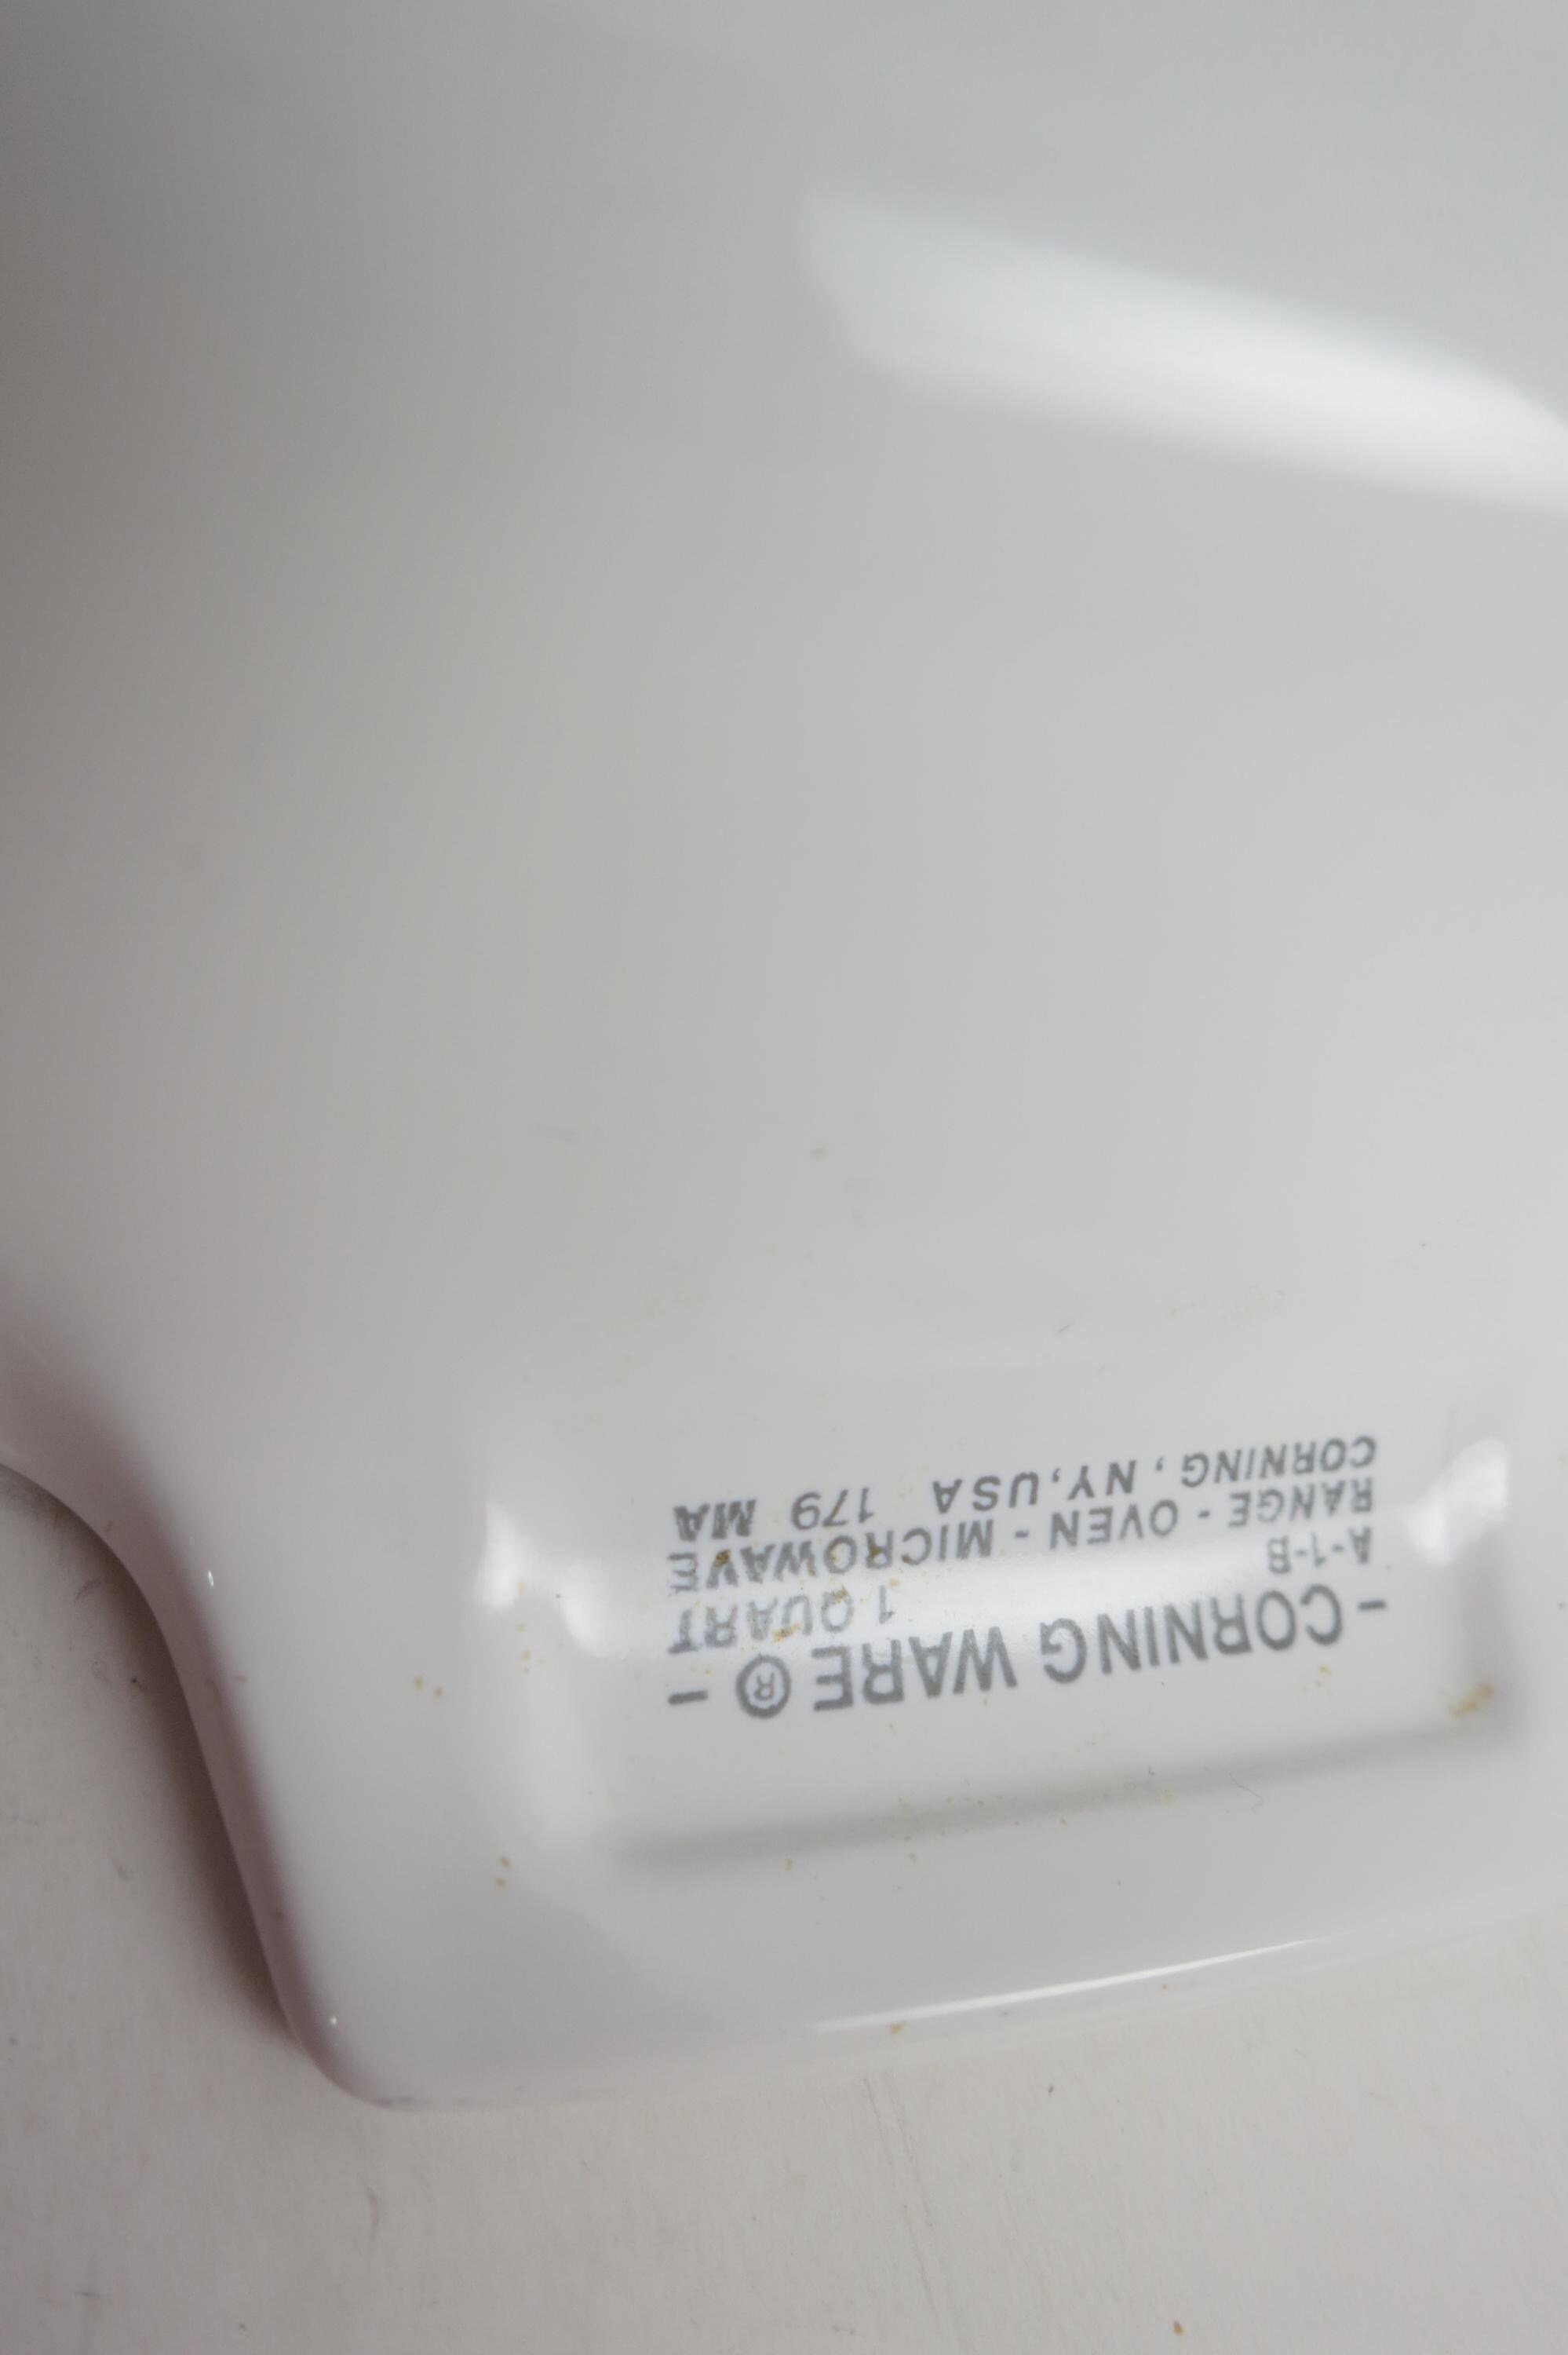 -CORNING WARE ® -
A-1-B 1 QUART
RANGE - OVEN - MICROWAVE
CORNING, NY, USA 179 MA